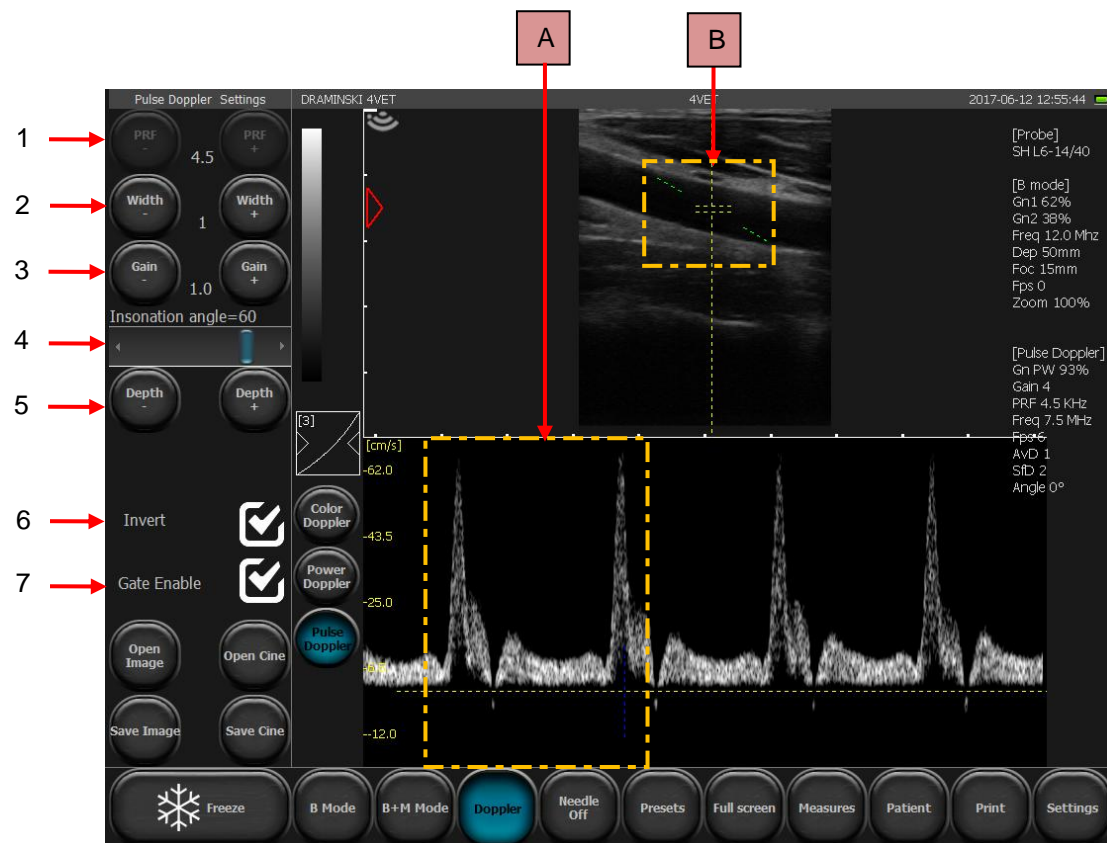 A
B
Pulse Doppler Settings
DRAMINSKI 4VET
4VET
2017-06-12 12:55:44
1
PRF
-
4.5
PRF
+
2
Width
-
1
Width
+
3
Gain
-
1.0
Gain
+
Insonation angle=60
4
5
Depth
-
Depth
+
6
Invert
7
Gate Enable
Open
Image
Open Cine
Save Image
Save Cine
[3]
Color
Doppler
Power
Doppler
Pulse
Doppler
[Probe]
SH L6-14/40
[B mode]
Gn1 62%
Gn2 38%
Freq 12.0 Mhz
Dep 50mm
Foc 15mm
Fps 0
Zoom 100%
[Pulse Doppler]
Gn PW 93%
Gain 4
PRF 4.5 KHz
Freq 7.5 MHz
Fps 6
AvD 1
SfD 2
Angle 0°
[cm/s]
-62.0
-43.5
-25.0
--12.0
Freeze
B Mode
B+M Mode
Doppler
Needle
Off
Presets
Full screen
Measures
Patient
Print
Settings